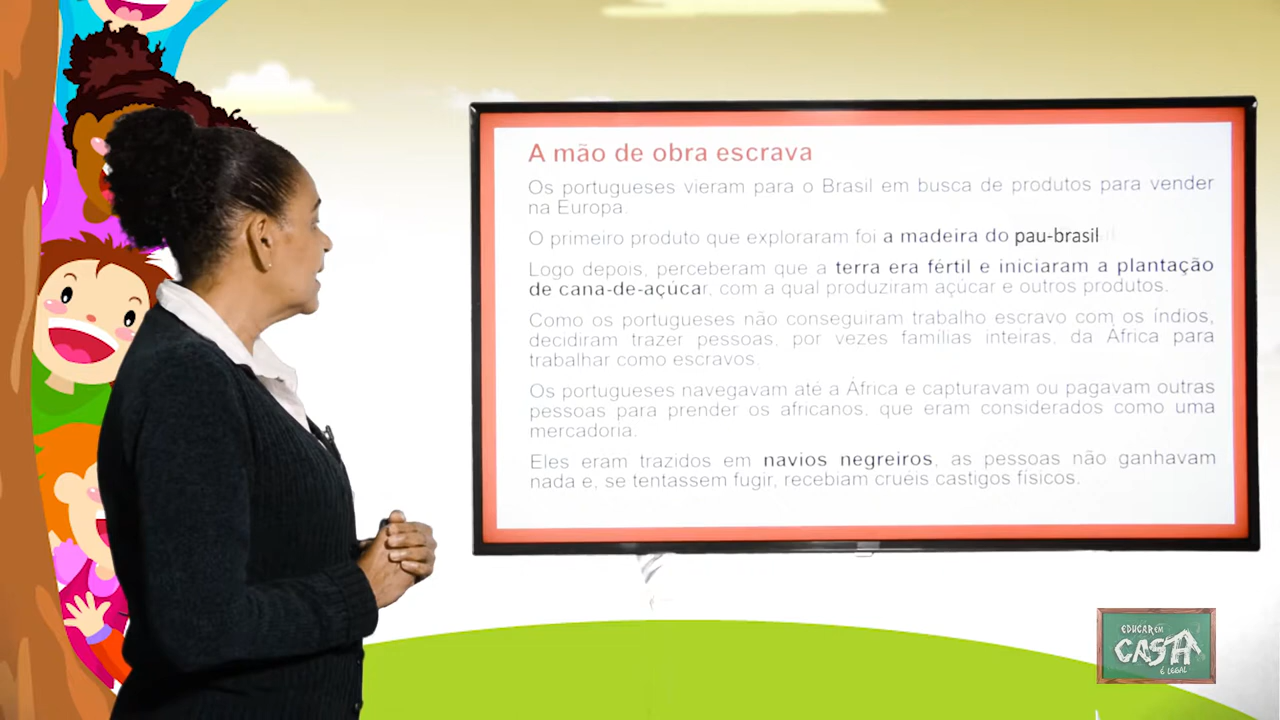 A mão de obra escrava
Os portugueses vieram para o Brasil em busca de produtos para vender
na Europa.
O primeiro produto que exploraram foi a madeira do pau-brasil
Logo depois, perceberam que a terra era fértil e iniciaram a plantação
de cana-de-açúcar, com a qual produziram açúcar e outros produtos.
Como os portugueses não conseguiram trabalho escravo com os índios,
decidiram trazer pessoas, por vezes famílias inteiras, da África para
trabalhar como escravos.
Os portugueses navegavam até a África e capturavam ou pagavam outras
pessoas para prender os africanos, que eram considerados como uma
mercadoria.
Eles eram trazidos em navios negreiros, as pessoas não ganhavam
nada e, se tentassem fugir, recebiam cruéis castigos físicos.
EDUCAR EM
CASA
É LEGAL